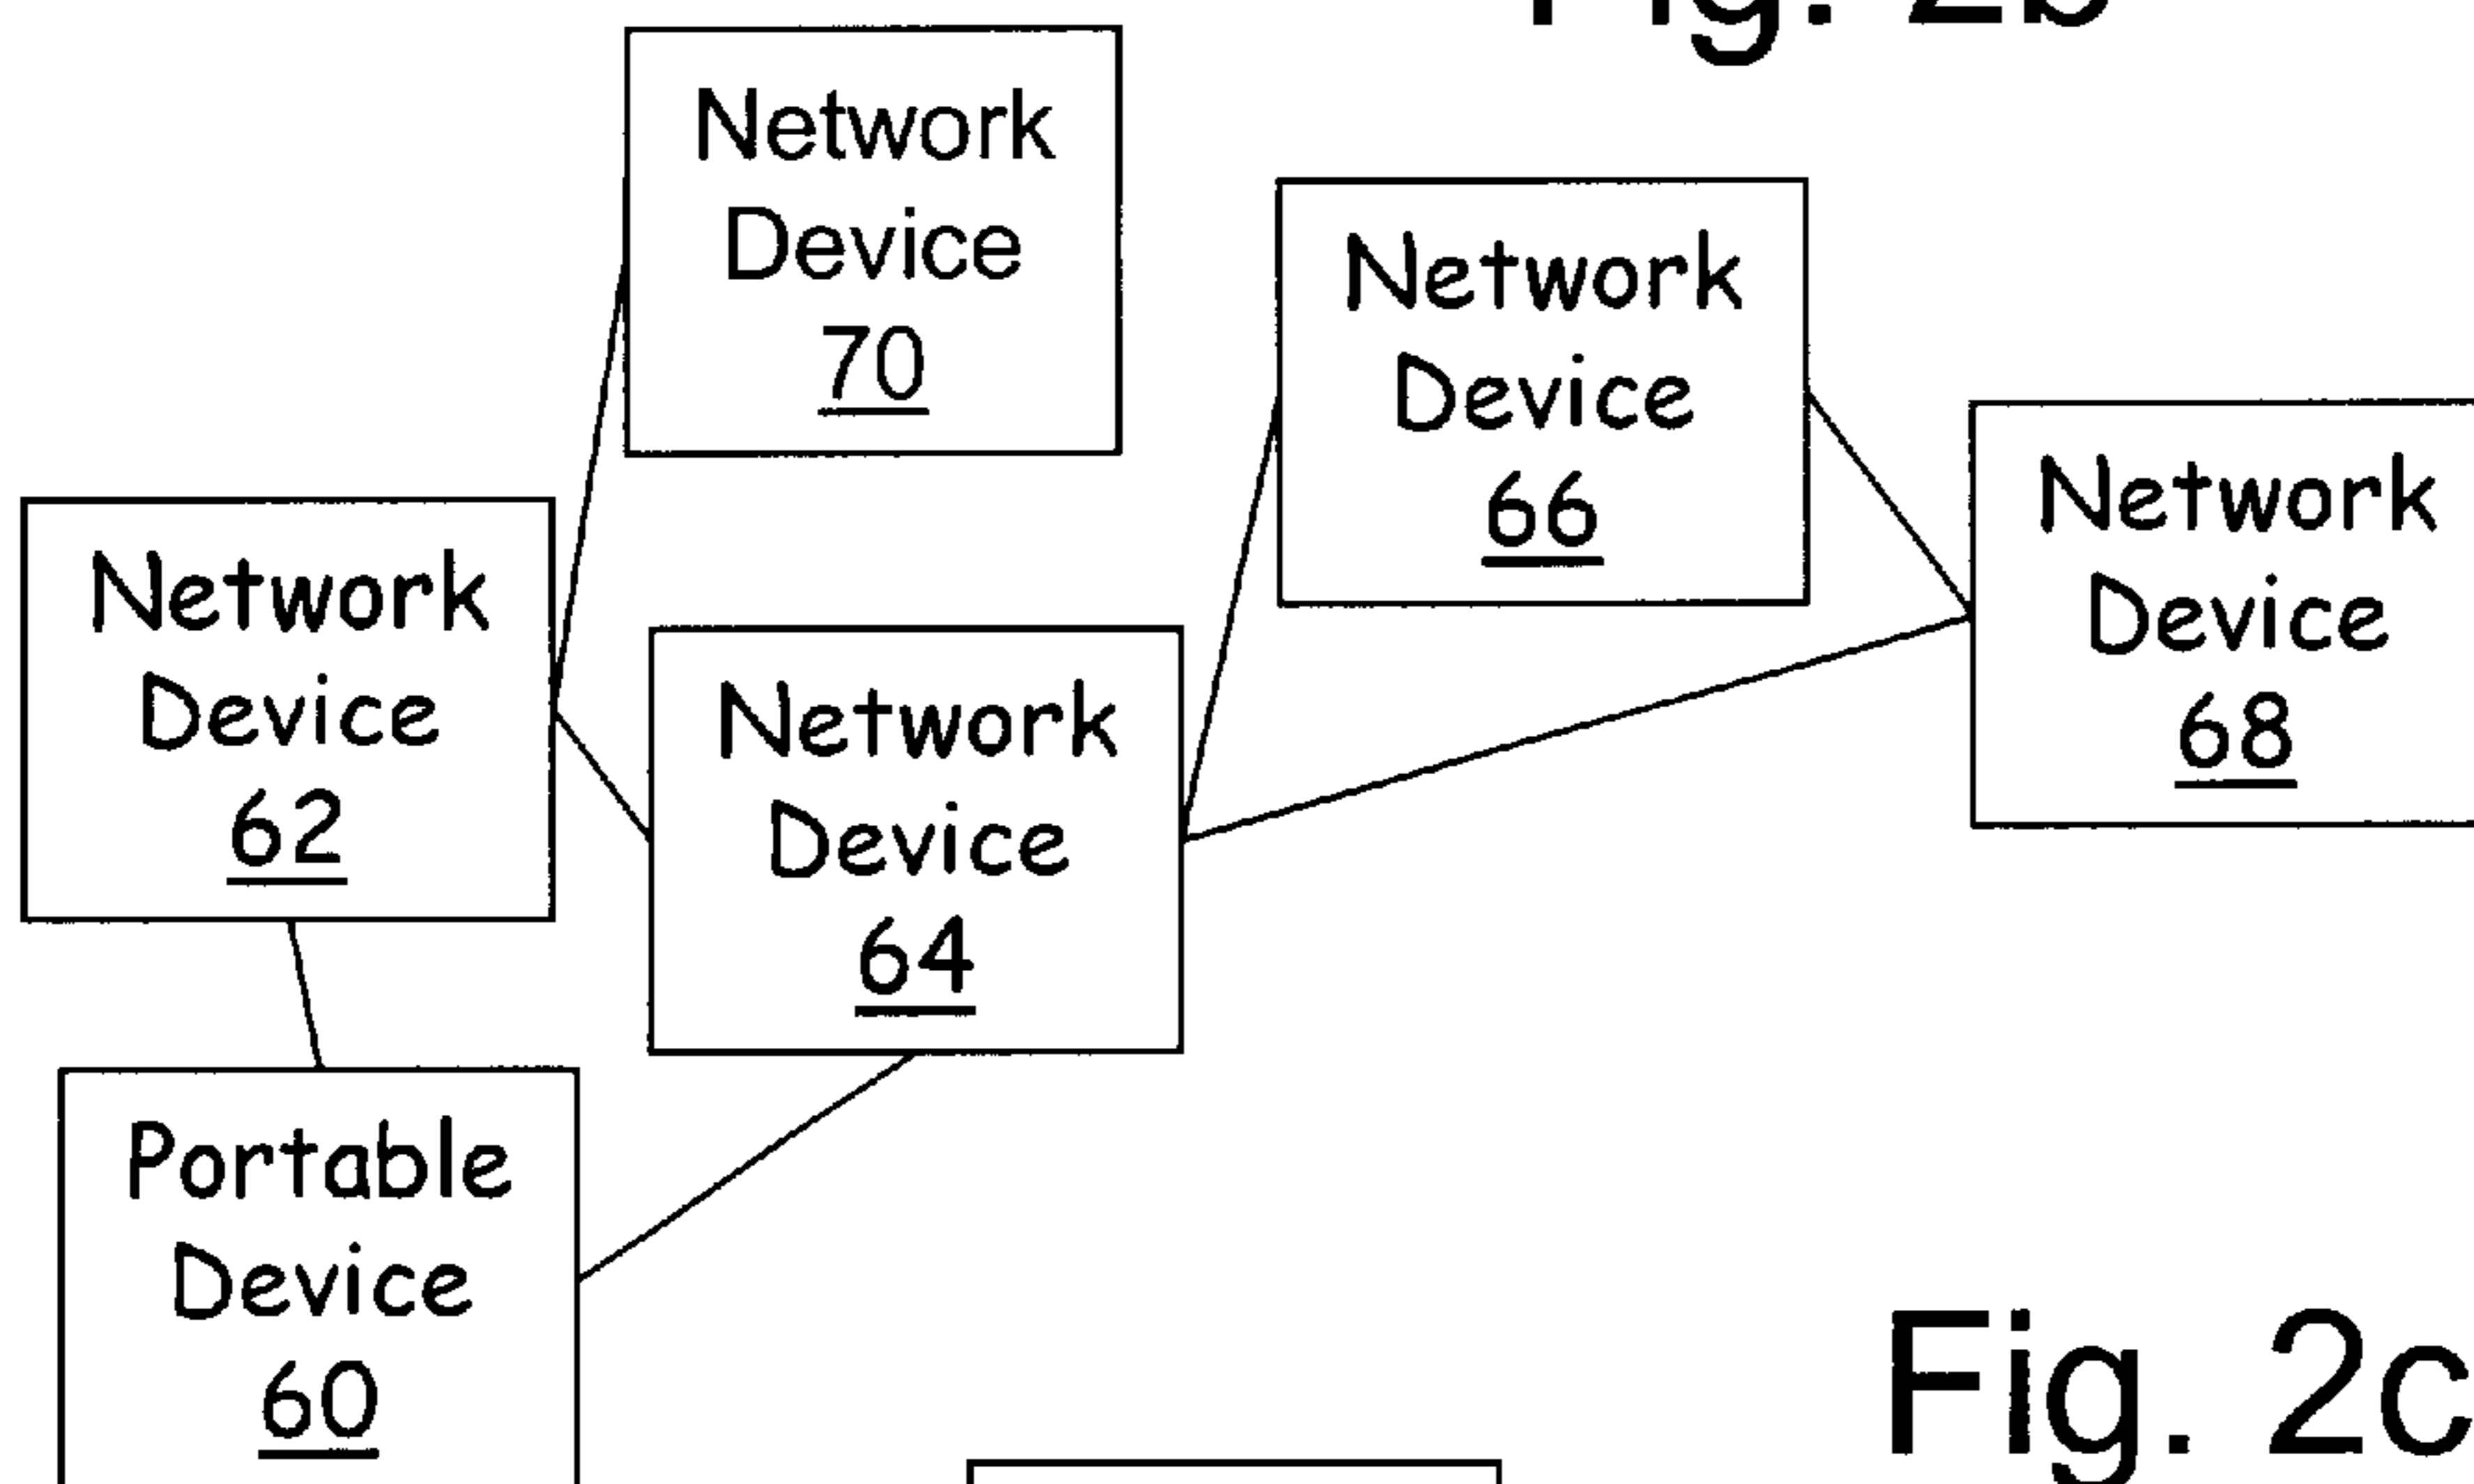 Fig. 2b
Network
Device
70
Network
Device
66
Network
Device
68
Network
Device
62
Network
Device
64
Portable
Device
60
Fig. 2c